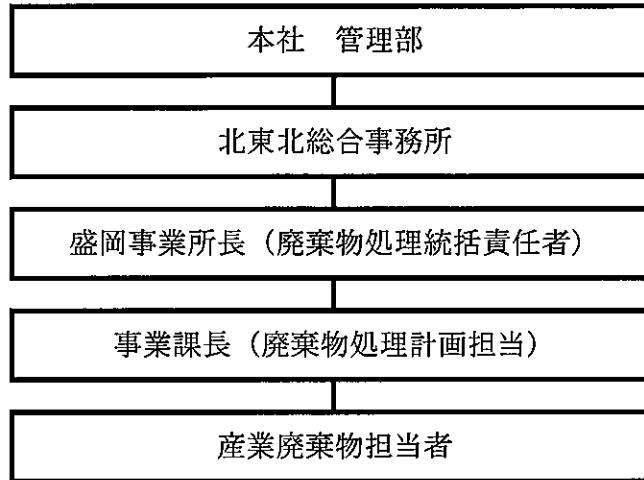 本社　管理部
北東北総合事務所
盛岡事業所長（廃棄物処理統括責任者）
事業課長（廃棄物処理計画担当）
産業廃棄物担当者